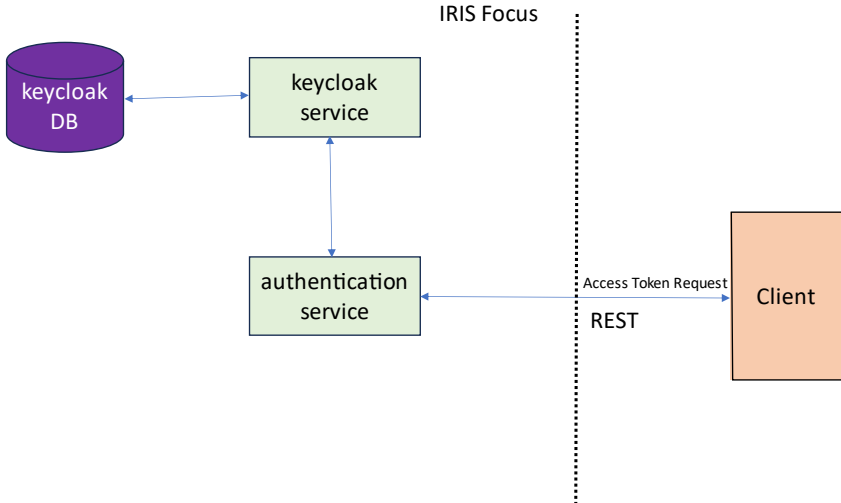 IRIS Focus
keycloak
DB
keycloak
service
authentication
service
Access Token Request
REST
Client